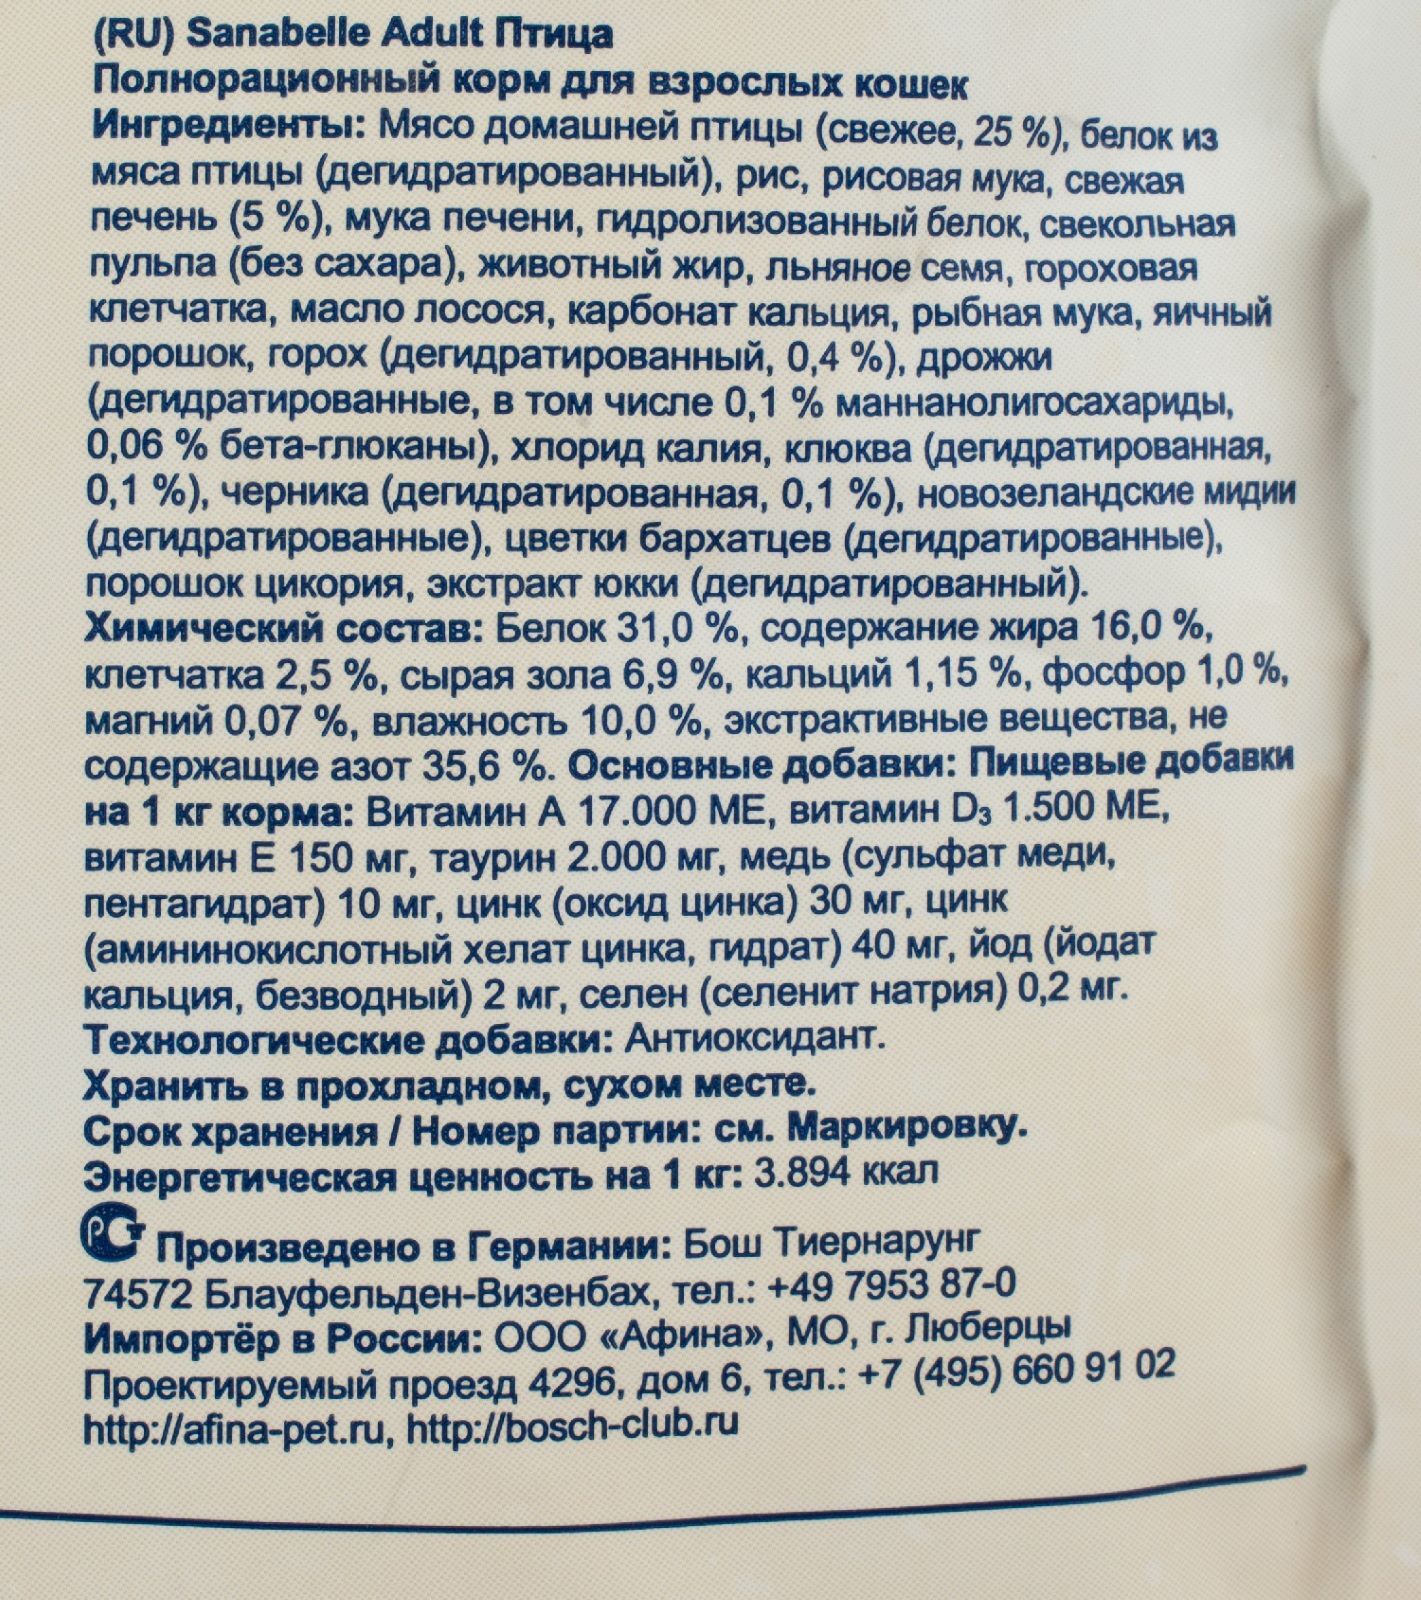 (RU) Sanabelle Adult Птица
Полнорационный корм для взрослых кошек
Ингредиенты: Мясо домашней птицы (свежее, 25 %), белок из
мяса птицы (дегидратированный), рис, рисовая мука, свежая
печень (5 %), мука печени, гидролизованный белок, свекольная
пульпа (без сахара), животный жир, льняное семя, гороховая
клетчатка, масло лосося, карбонат кальция, рыбная мука, яичный
порошок, горох (дегидратированный, 0,4 %), дрожжи
(дегидратированные, в том числе 0,1 % маннанолигосахариды,
0,06 % бета-глюканы), хлорид калия, клюква (дегидратированная,
0,1 %), черника (дегидратированная, 0,1 %), новозеландские мидии
(дегидратированные), цветки бархатцев (дегидратированные),
порошок цикория, экстракт юкки (дегидратированный).
Химический состав: Белок 31,0 %, содержание жира 16,0 %,
клетчатка 2,5 %, сырая зола 6,9 %, кальций 1,15 %, фосфор 1,0 %,
магний 0,07 %, влажность 10,0 %, экстрактивные вещества, не
содержащие азот 35,6 %. Основные добавки: Пищевые добавки
на 1 кг корма: Витамин А 17.000 МЕ, витамин D₃ 1.500 МЕ,
витамин Е 150 мг, таурин 2.000 мг, медь (сульфат меди,
пентагидрат) 10 мг, цинк (оксид цинка) 30 мг, цинк
(амининокислотный хелат цинка, гидрат) 40 мг, йод (йодат
кальция, безводный) 2 мг, селен (селенит натрия) 0,2 мг.
Технологические добавки: Антиоксидант.
Хранить в прохладном, сухом месте.
Срок хранения / Номер партии: см. Маркировку.
Энергетическая ценность на 1 кг: 3.894 ккал
РСТ Произведено в Германии: Бош Тиернарунг
74572 Блауфельден-Визенбах, тел.: +49 7953 87-0
Импортёр в России: ООО «Афина», МО, г. Люберцы
Проектируемый проезд 4296, дом 6, тел.: +7 (495) 660 91 02
http://afina-pet.ru, http://bosch-club.ru